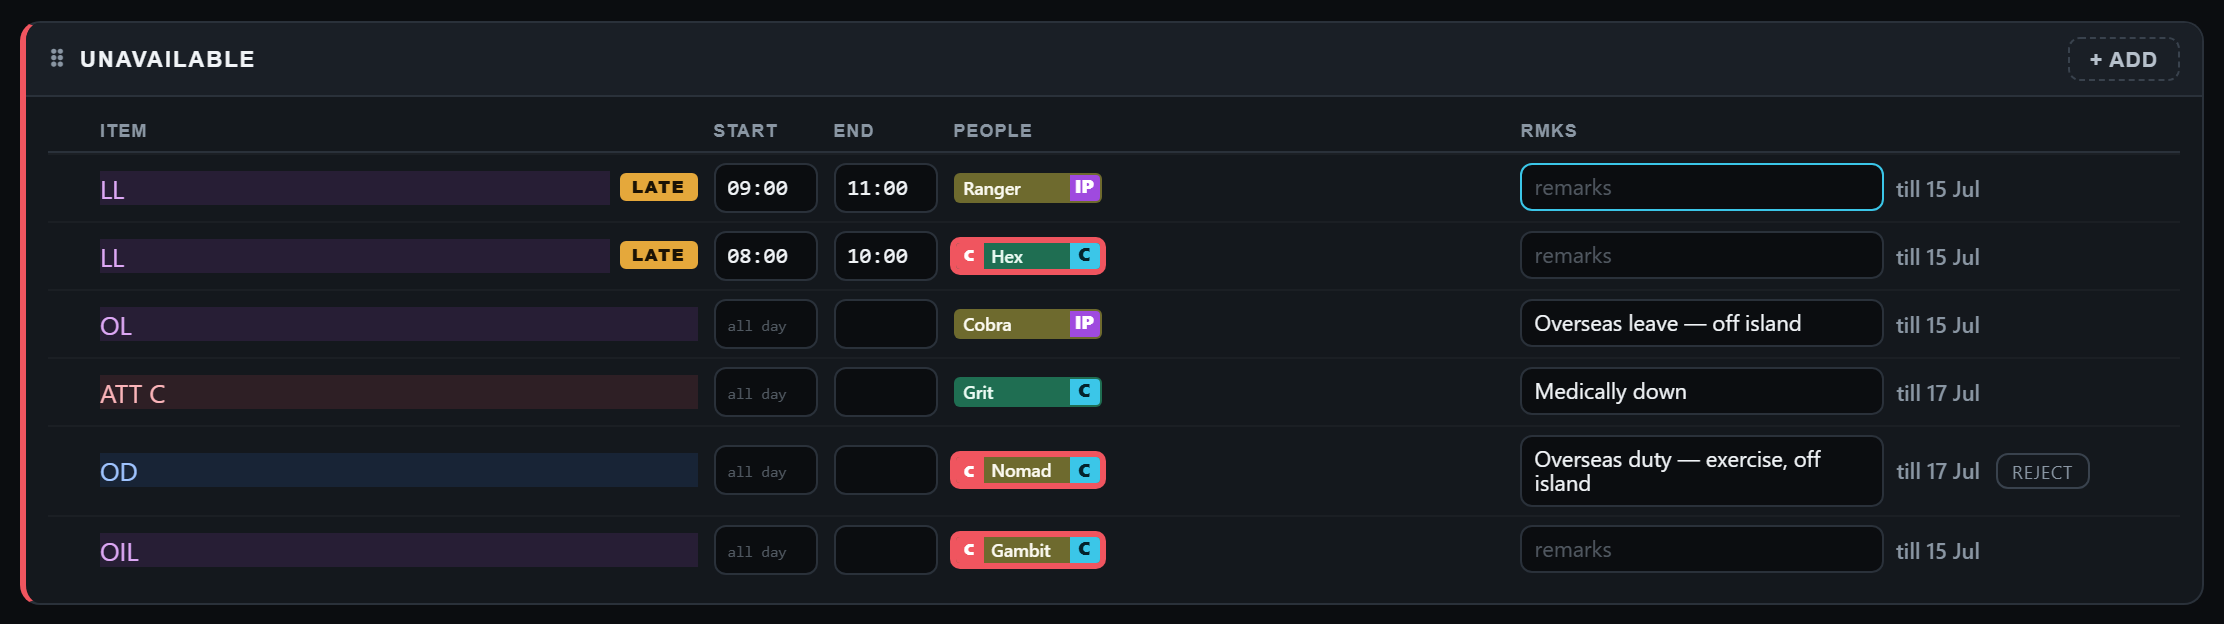 UNAVAILABLE + ADD
ITEM START END PEOPLE RMKS
LL LATE 09:00 11:00 Ranger IP remarks till 15 Jul
LL LATE 08:00 10:00 C Hex C remarks till 15 Jul
OL all day Cobra IP Overseas leave — off island till 15 Jul
ATT C all day Grit C Medically down till 17 Jul
OD all day C Nomad C Overseas duty — exercise, off
island till 17 Jul REJECT
OIL all day C Gambit C remarks till 15 Jul